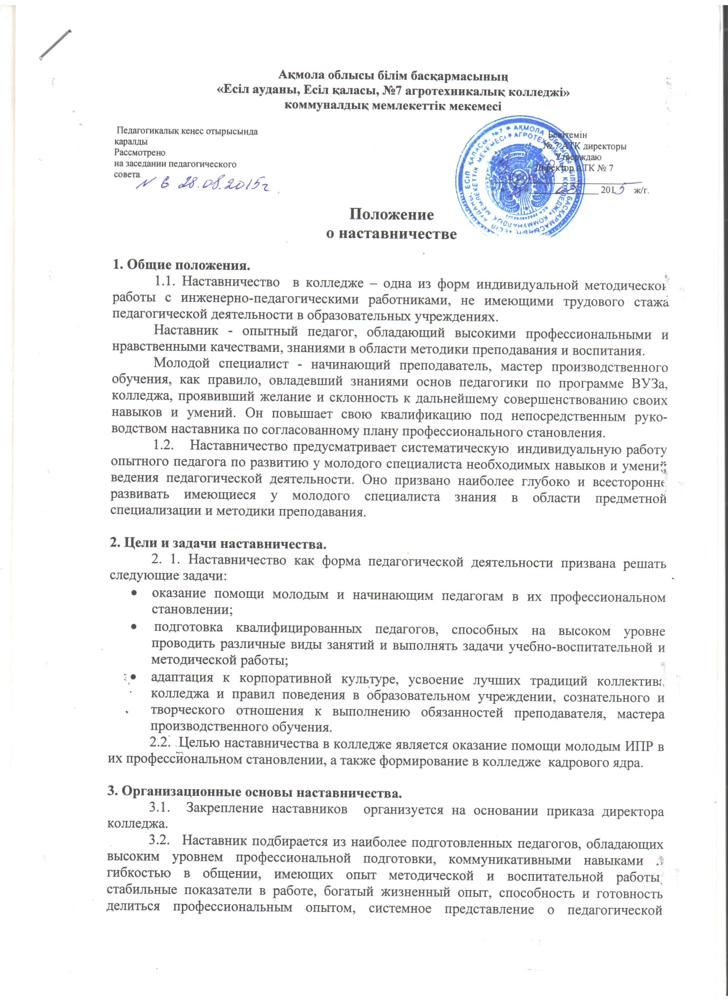 Ақмола облысы білім басқармасының
«Есіл ауданы, Есіл қаласы, №7 агротехникалық колледжі»
коммуналдық мемлекеттік мекемесі
Педагогикалық кеңес отырысында
қаралды
Рассмотрено
на заседании педагогического
совета
N 6 28.08.2015г
Бекітемін
№ 7 АТК директоры
Утверждаю
Директор АТК № 7
« » 2015 ж/г.
Положение
о наставничестве
1. Общие положения.
1.1. Наставничество в колледже – одна из форм индивидуальной методической
работы с инженерно-педагогическими работниками, не имеющими трудового стажа
педагогической деятельности в образовательных учреждениях.
Наставник - опытный педагог, обладающий высокими профессиональными и
нравственными качествами, знаниями в области методики преподавания и воспитания.
Молодой специалист - начинающий преподаватель, мастер производственного
обучения, как правило, овладевший знаниями основ педагогики по программе ВУЗа,
колледжа, проявивший желание и склонность к дальнейшему совершенствованию своих
навыков и умений. Он повышает свою квалификацию под непосредственным руко-
водством наставника по согласованному плану профессионального становления.
1.2. Наставничество предусматривает систематическую индивидуальную работу
опытного педагога по развитию у молодого специалиста необходимых навыков и умений
ведения педагогической деятельности. Оно призвано наиболее глубоко и всесторонне
развивать имеющиеся у молодого специалиста знания в области предметной
специализации и методики преподавания.
2. Цели и задачи наставничества.
2. 1. Наставничество как форма педагогической деятельности призвана решать
следующие задачи:
• оказание помощи молодым и начинающим педагогам в их профессиональном
становлении;
• подготовка квалифицированных педагогов, способных на высоком уровне
проводить различные виды занятий и выполнять задачи учебно-воспитательной и
методической работы;
• адаптация к корпоративной культуре, усвоение лучших традиций коллектива
колледжа и правил поведения в образовательном учреждении, сознательного и
творческого отношения к выполнению обязанностей преподавателя, мастера
производственного обучения.
2.2. Целью наставничества в колледже является оказание помощи молодым ИПР в
их профессиональном становлении, а также формирование в колледже кадрового ядра.
3. Организационные основы наставничества.
3.1. Закрепление наставников организуется на основании приказа директора
колледжа.
3.2. Наставник подбирается из наиболее подготовленных педагогов, обладающих
высоким уровнем профессиональной подготовки, коммуникативными навыками
гибкостью в общении, имеющих опыт методической и воспитательной работы,
стабильные показатели в работе, богатый жизненный опыт, способность и готовность
делиться профессиональным опытом, системное представление о педагогической